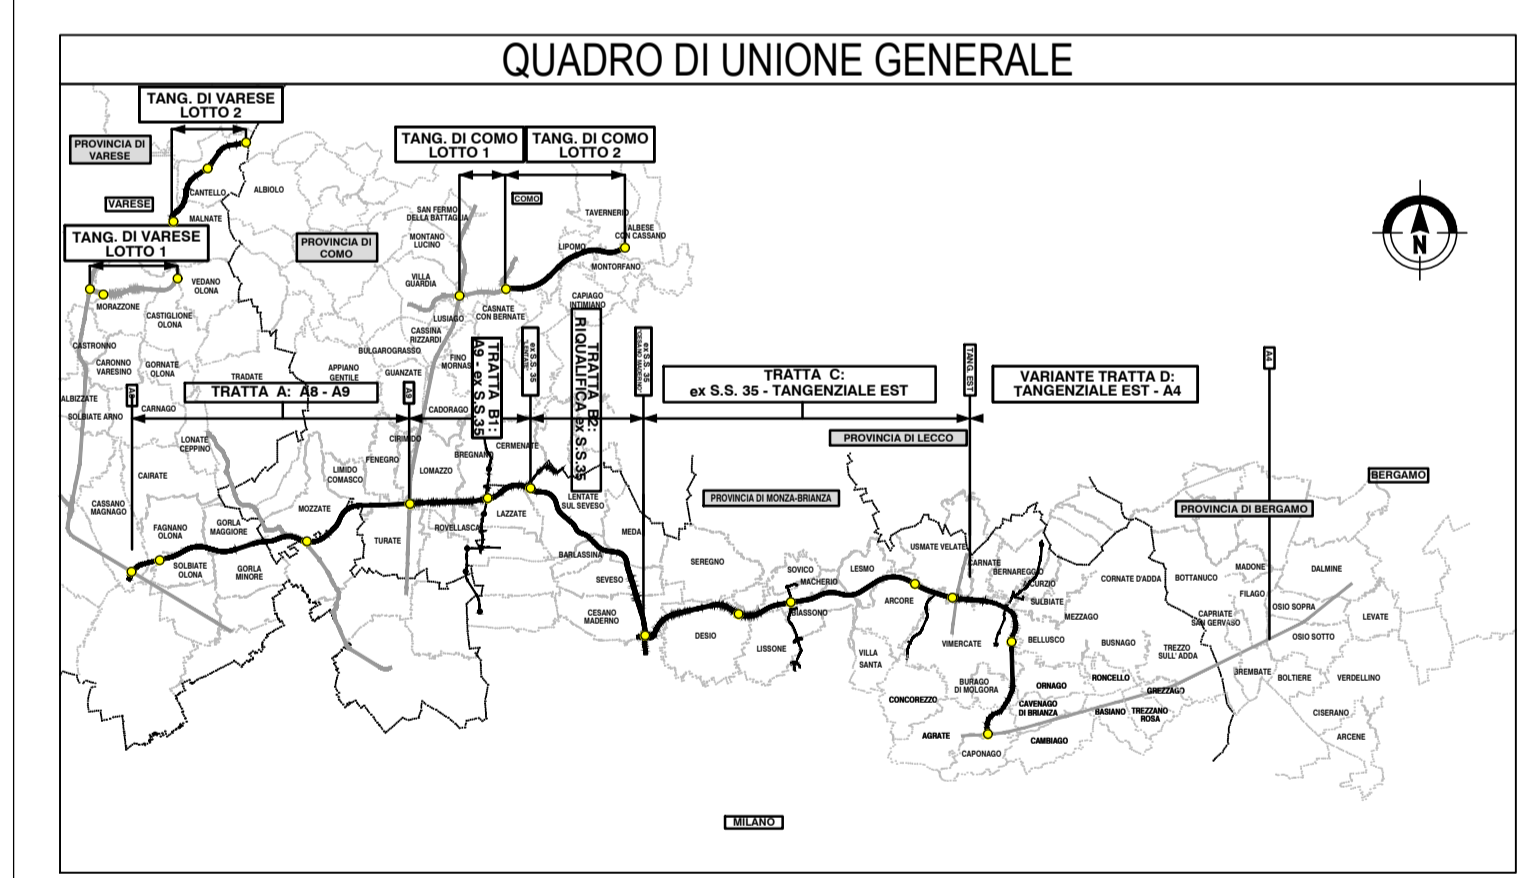 QUADRO DI UNIONE GENERALE
TANG. DI VARESE
LOTTO 2
PROVINCIA DI
VARESE
TANG. DI COMO
LOTTO 1
TANG. DI COMO
LOTTO 2
CANTELLO
ALBIOLO
VARESE
MALNATE
COMO
SAN FERMO
DELLA BATTAGLIA
TAVERNERIO
ALBESE
CON CASSANO
TANG. DI VARESE
LOTTO 1
PROVINCIA DI
COMO
MONTANO
LUCINO
LIPOMO
MONTORFANO
N
VEDANO
OLONA
VILLA
GUARDIA
MORAZZONE
CASTIGLIONE
OLONA
LUSIAGO
CASNATE
CON BERNATE
CAPIAGO
INTIMIANO
CASTRONNO
CASSINA
RIZZARDI
BULGAROGRASSO
CARONNO
VARESINO
GORNATE
OLONA
TRADATE
APPIANO
GENTILE
GUANZATE
FINO
MORNAS
TRATTA B1:
A9 - ex S.S.35
ex S.S. 35
TRATTA B2:
RIQUALIFICA ex S.S.35
ex S.S. 35
TANG. EST
A4
TRATTA A: A8 - A9
A9
TRATTA C:
ex S.S. 35 - TANGENZIALE EST
VARIANTE TRATTA D:
TANGENZIALE EST - A4
ALBIZZATE
SOLBIATE ARNO
CARNAGO
CADORAGO
LONATE
CEPPINO
CIRIMIDO
CERMENATE
PROVINCIA DI LECCO
FENEGRO
BREGNANO
CAIRATE
LIMIDO
COMASCO
LOMAZZO
BERGAMO
CASSANO
MAGNAGO
MOZZATE
LENTATE
SUL SEVESO
PROVINCIA DI MONZA-BRIANZA
PROVINCIA DI BERGAMO
FAGNANO
OLONA
GORLA
MAGGIORE
ROVELLASCA
LAZZATE
MEDA
TURATE
SOLBIATE
OLONA
GORLA
MINORE
BARLASSINA
SEREGNO
SOVICO
MACHERIO
LESMO
USMATE VELATE
CARNATE
BERNAREGGIO
SEVESO
CORNATE D'ADDA
BOTTANUCO
MADONE
DALMINE
CESANO
MADERNO
BIASSONO
ARCORE
SULBIATE
MEZZAGO
FILAGO
CAPRIATE
SAN GERVASO
OSIO SOPRA
LEVATE
DESIO
LISSONE
VIMERCATE
BELLUSCO
BUSNAGO
TREZZO
SULL' ADDA
OSIO SOTTO
VILLA
SANTA
BREMBATE
BOLTIERE
VERDELLINO
BURAGO
DI MOLGORA
ORNAGO
RONCELLO
GREZZAGO
CONCOREZZO
CAVENAGO
DI BRIANZA
BASIANO
TREZZANO
ROSA
CISERANO
AGRATE
CAMBIAGO
ARCENE
CAPONAGO
MILANO